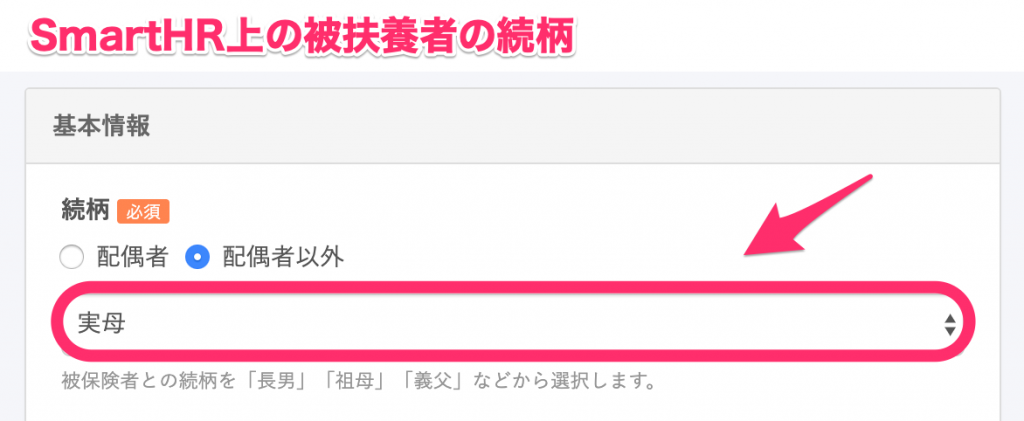 SmartHR上の被扶養者の続柄
基本情報
続柄 必須
配偶者 配偶者以外
実母
被保険者との続柄を「長男」「祖母」「義父」などから選択します。